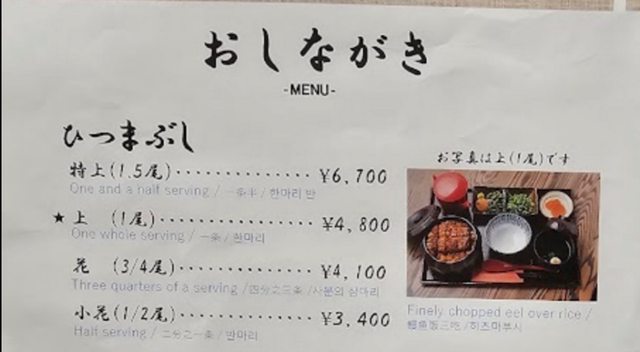 おしながき
-MENU-
ひつまぶし
特上(1.5尾)・・・・・・・・・・・・・・¥6,700
One and a half serving / 一条半 / 한마리 반
★上 (1尾)・・・・・・・・・・・・・・・¥4,800
One whole serving / 一条 / 한마리
花 (3/4尾)・・・・・・・・・・・・・¥4,100
Three quarters of a serving /四分之三条 /사분의 삼마리
小花(1/2尾)・・・・・・・・・・・・・¥3,400
Half serving / 二分之一条 / 반마리
お写真は上(1尾)です
Finely chopped eel over rice /
鰻魚飯三吃 /히츠마부시